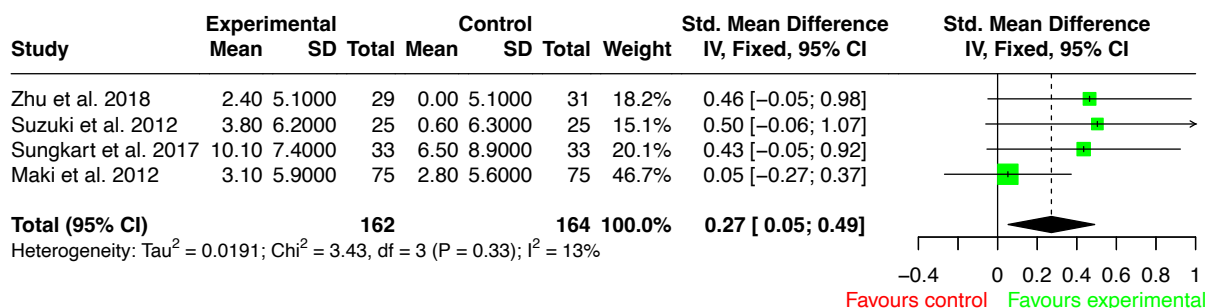 Experimental Control Std. Mean Difference Std. Mean Difference
Study Mean SD Total Mean SD Total Weight IV, Fixed, 95% CI IV, Fixed, 95% CI
Zhu et al. 2018 2.40 5.1000 29 0.00 5.1000 31 18.2% 0.46 [−0.05; 0.98]
Suzuki et al. 2012 3.80 6.2000 25 0.60 6.3000 25 15.1% 0.50 [−0.06; 1.07]
Sungkart et al. 2017 10.10 7.4000 33 6.50 8.9000 33 20.1% 0.43 [−0.05; 0.92]
Maki et al. 2012 3.10 5.9000 75 2.80 5.6000 75 46.7% 0.05 [−0.27; 0.37]
Total (95% CI) 162 164 100.0% 0.27 [ 0.05; 0.49]
Heterogeneity: Tau² = 0.0191; Chi² = 3.43, df = 3 (P = 0.33); I² = 13%
−0.4 0 0.2 0.4 0.6 0.8 1
Favours control Favours experimental